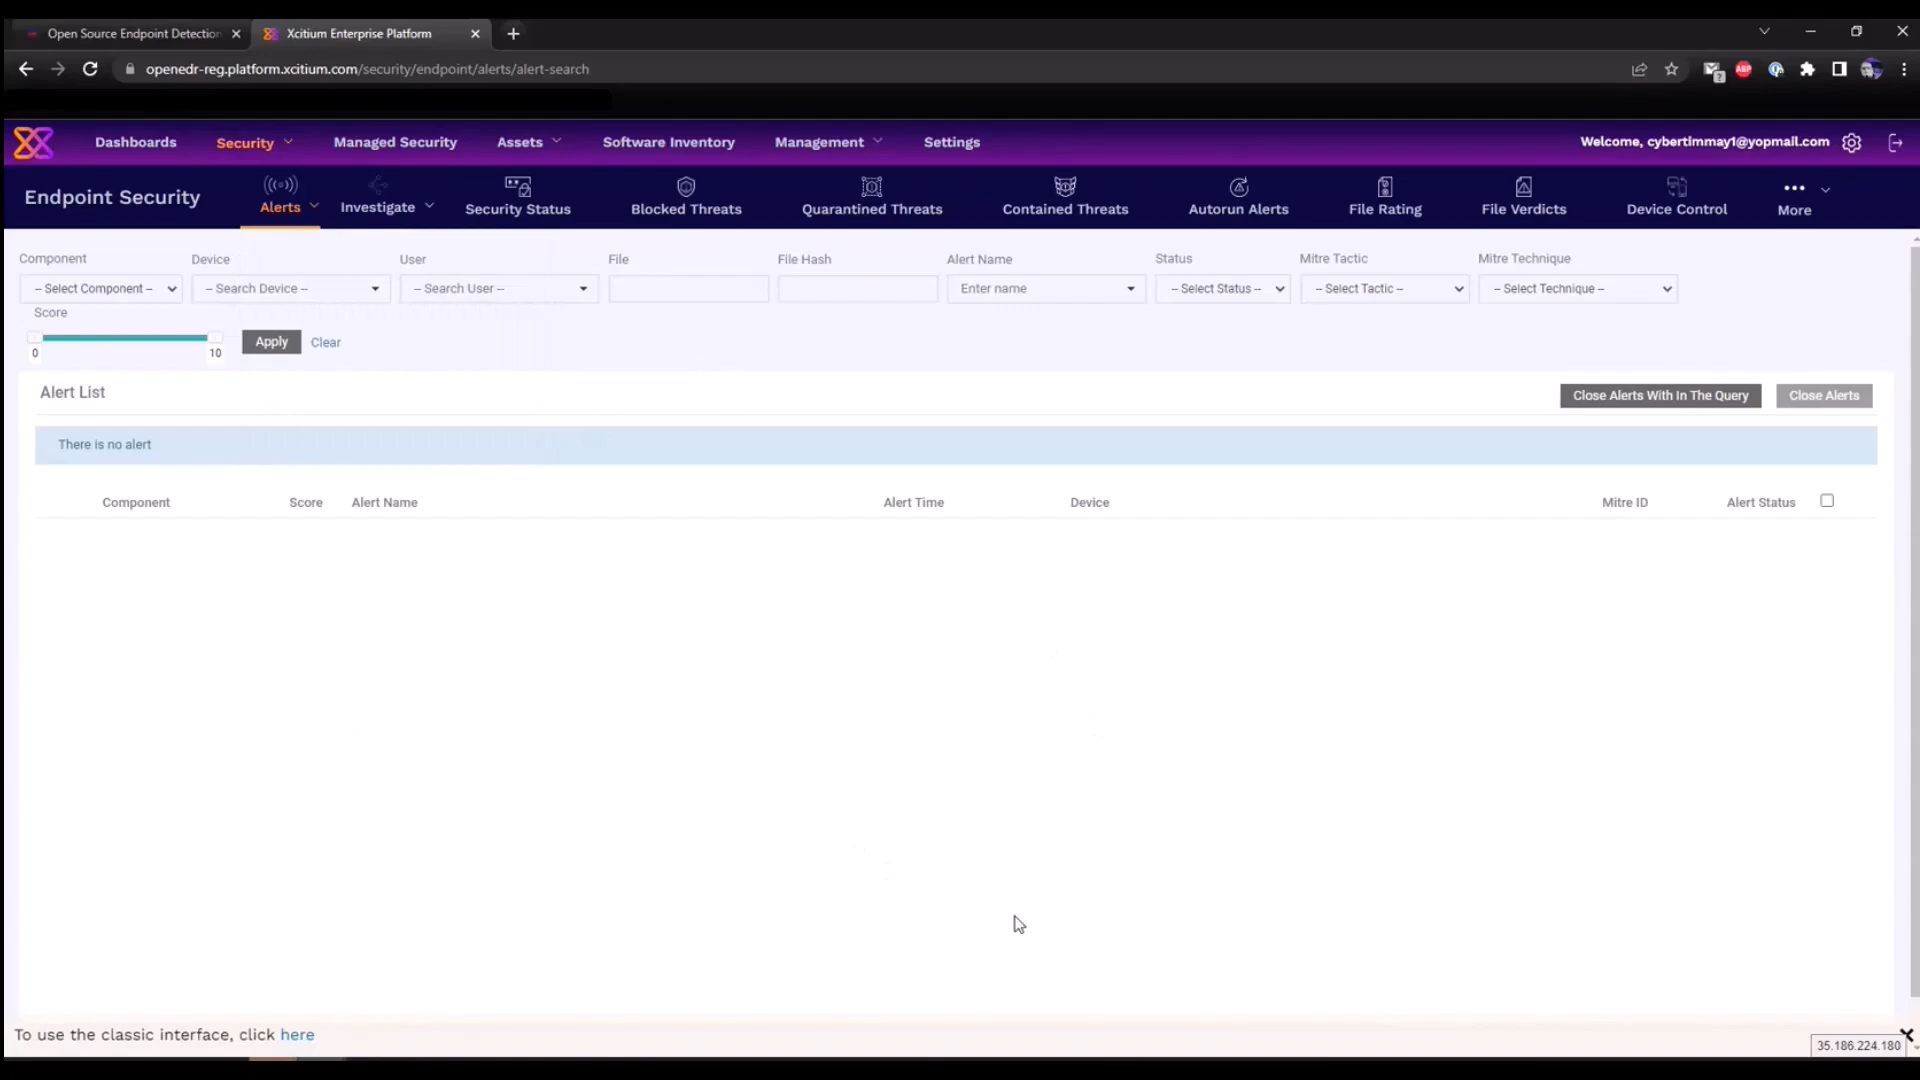 Open Source Endpoint Detection
Xcitium Enterprise Platform
openedr-reg.platform.xcitium.com/security/endpoint/alerts/alert-search
ABP
Dashboards Security Managed Security Assets Software Inventory Management Settings
Welcome, cybertimmay1@yopmail.com
Endpoint Security
Alerts Investigate Security Status Blocked Threats Quarantined Threats Contained Threats Autorun Alerts File Rating File Verdicts Device Control More
Component Device User File File Hash Alert Name Status Mitre Tactic Mitre Technique
-- Select Component -- -- Search Device -- -- Search User -- Enter name -- Select Status -- -- Select Tactic -- -- Select Technique --
Score
0 10
Apply Clear
Alert List
Close Alerts With In The Query Close Alerts
There is no alert
Component Score Alert Name Alert Time Device Mitre ID Alert Status
To use the classic interface, click here
35.186.224.180